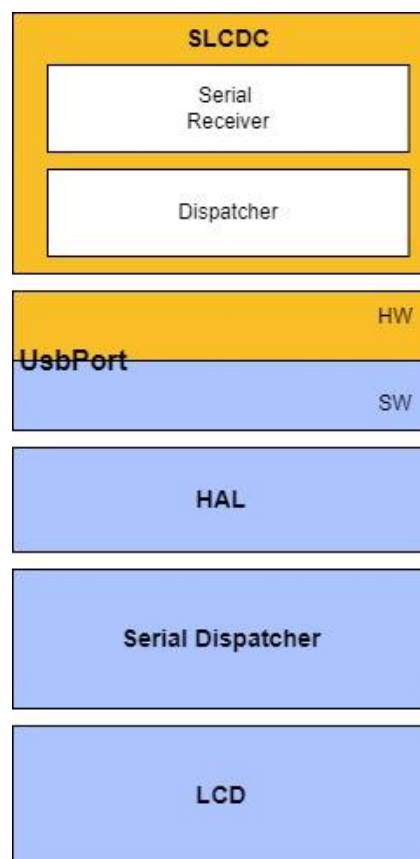 SLCDC
Serial
Receiver
Dispatcher
HW
UsbPort
SW
HAL
Serial Dispatcher
LCD